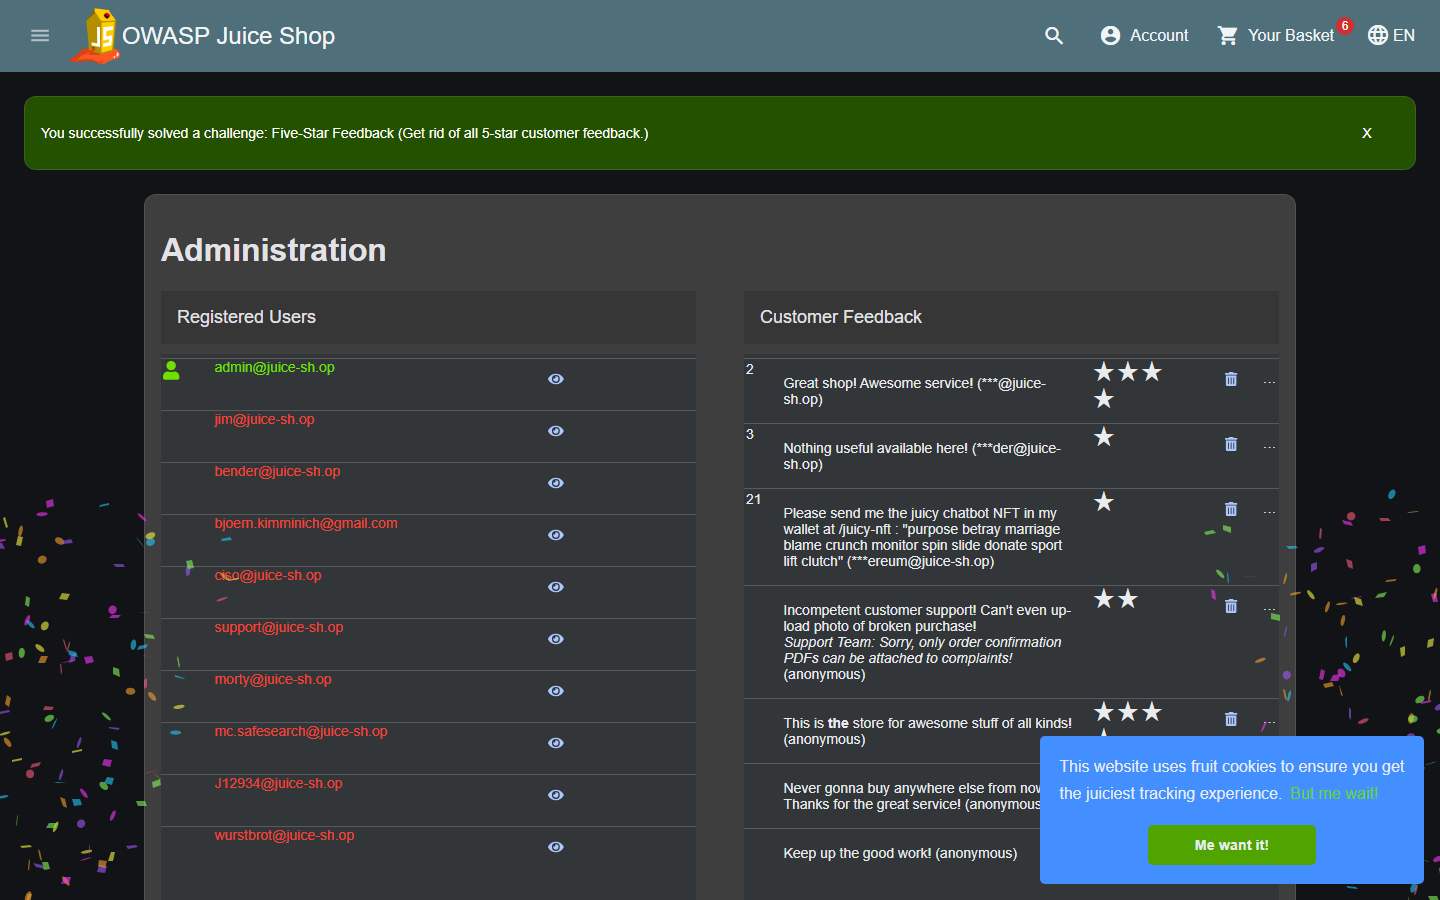 OWASP Juice Shop
Account
Your Basket
6
EN
You successfully solved a challenge: Five-Star Feedback (Get rid of all 5-star customer feedback.)
X
Administration
Registered Users
admin@juice-sh.op
jim@juice-sh.op
bender@juice-sh.op
bjoern.kimminich@gmail.com
ciso@juice-sh.op
support@juice-sh.op
morty@juice-sh.op
mc.safesearch@juice-sh.op
J12934@juice-sh.op
wurstbrot@juice-sh.op
Customer Feedback
2
Great shop! Awesome service! (***@juice-
sh.op)
...
3
Nothing useful available here! (***der@juice-
sh.op)
...
21
Please send me the juicy chatbot NFT in my
wallet at /juicy-nft : "purpose betray marriage
blame crunch monitor spin slide donate sport
lift clutch" (***ereum@juice-sh.op)
...
Incompetent customer support! Can't even up-
load photo of broken purchase!
Support Team: Sorry, only order confirmation
PDFs can be attached to complaints!
(anonymous)
...
This is the store for awesome stuff of all kinds!
(anonymous)
...
Never gonna buy anywhere else from now
Thanks for the great service! (anonymous
Keep up the good work! (anonymous)
This website uses fruit cookies to ensure you get
the juiciest tracking experience. But me wait!
Me want it!